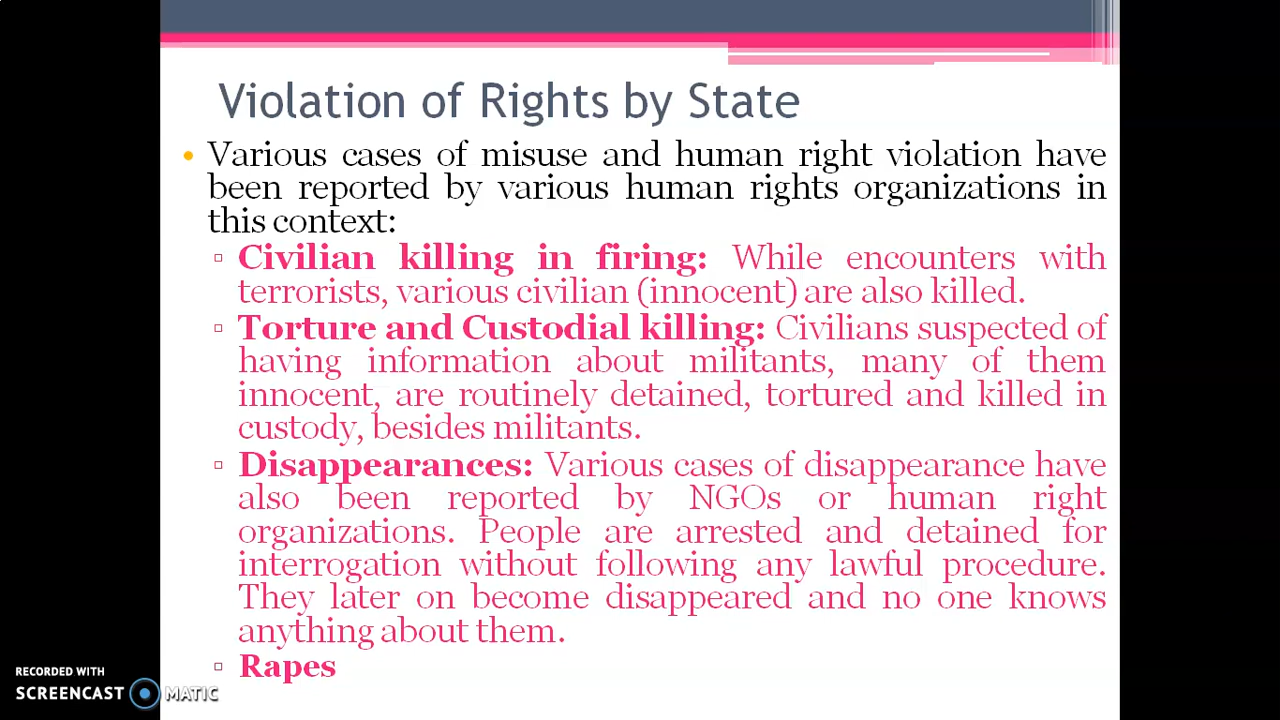 Violation of Rights by State
• Various cases of misuse and human right violation have
been reported by various human rights organizations in
this context:
▫ Civilian killing in firing: While encounters with
terrorists, various civilian (innocent) are also killed.
▫ Torture and Custodial killing: Civilians suspected of
having information about militants, many of them
innocent, are routinely detained, tortured and killed in
custody, besides militants.
▫ Disappearances: Various cases of disappearance have
also been reported by NGOs or human right
organizations. People are arrested and detained for
interrogation without following any lawful procedure.
They later on become disappeared and no one knows
anything about them.
▫ Rapes
RECORDED WITH
SCREENCAST MATIC